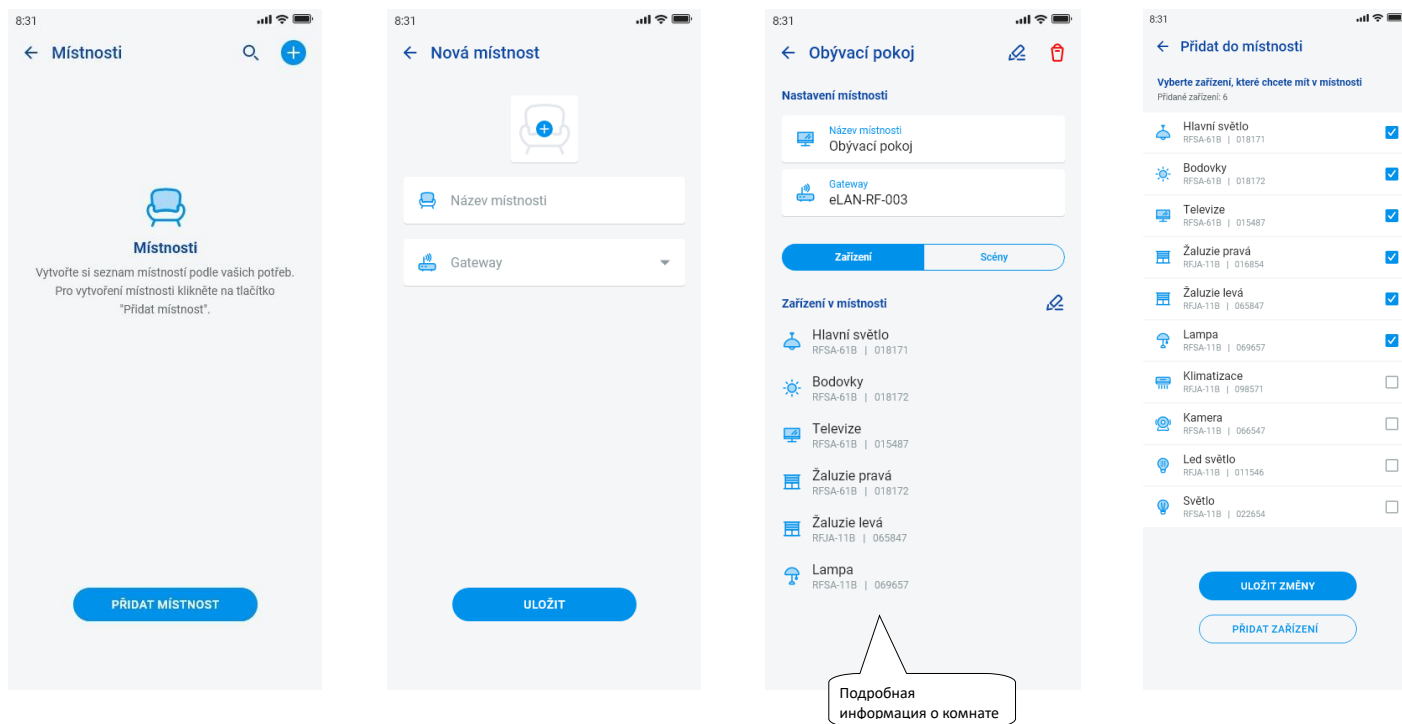 8:31
Místnosti
Místnosti
Vytvořte si seznam místností podle vašich potřeb.
Pro vytvoření místnosti klikněte na tlačítko
"Přidat místnost".
PŘIDAT MÍSTNOST
8:31
Nová místnost
Název místnosti
Gateway
ULOŽIT
8:31
Obývací pokoj
Nastavení místnosti
Název místnosti
Obývací pokoj
Gateway
eLAN-RF-003
Zařízení Scény
Zařízení v místnosti
Hlavní světlo
RFSA-61B | 018171
Bodovky
RFSA-61B | 018172
Televize
RFSA-61B | 015487
Žaluzie pravá
RFSA-61B | 018172
Žaluzie levá
RFJA-11B | 065847
Lampa
RFSA-11B | 069657
Подробная
информация о комнате
8:31
Přidat do místnosti
Vyberte zařízení, které chcete mít v místnosti
Přidané zařízení: 6
Hlavní světlo
RFSA-61B | 018171
Bodovky
RFSA-61B | 018172
Televize
RFSA-61B | 015487
Žaluzie pravá
RFJA-11B | 016854
Žaluzie levá
RFJA-11B | 065847
Lampa
RFSA-11B | 069657
Klimatizace
RFJA-11B | 098571
Kamera
RFSA-11B | 066547
Led světlo
RFJA-11B | 011546
Světlo
RFSA-11B | 022654
ULOŽIT ZMĚNY
PŘIDAT ZAŘÍZENÍ